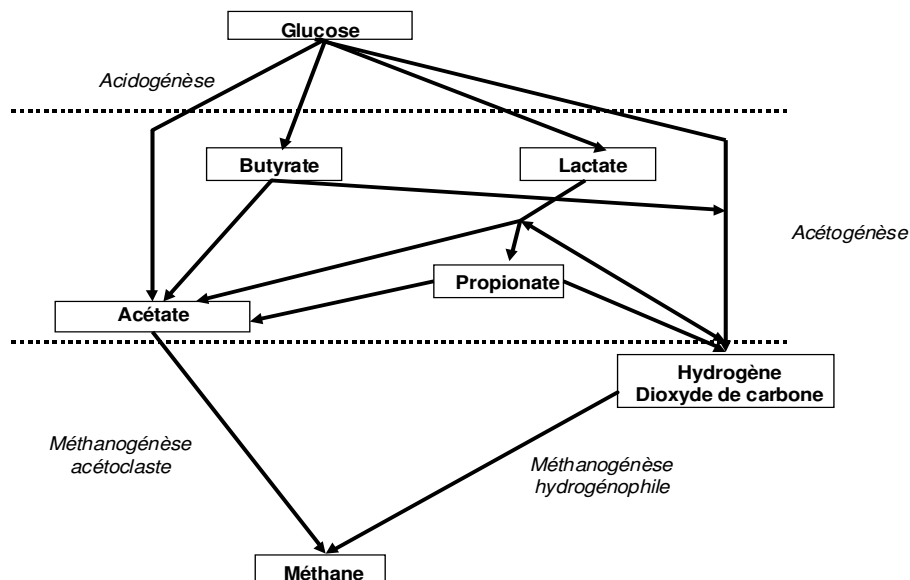 Glucose
Acidogénèse
Butyrate
Lactate
Acétogénèse
Propionate
Acétate
Hydrogène
Dioxyde de carbone
Méthanogénèse
acétoclaste
Méthanogénèse
hydrogénophile
Méthane